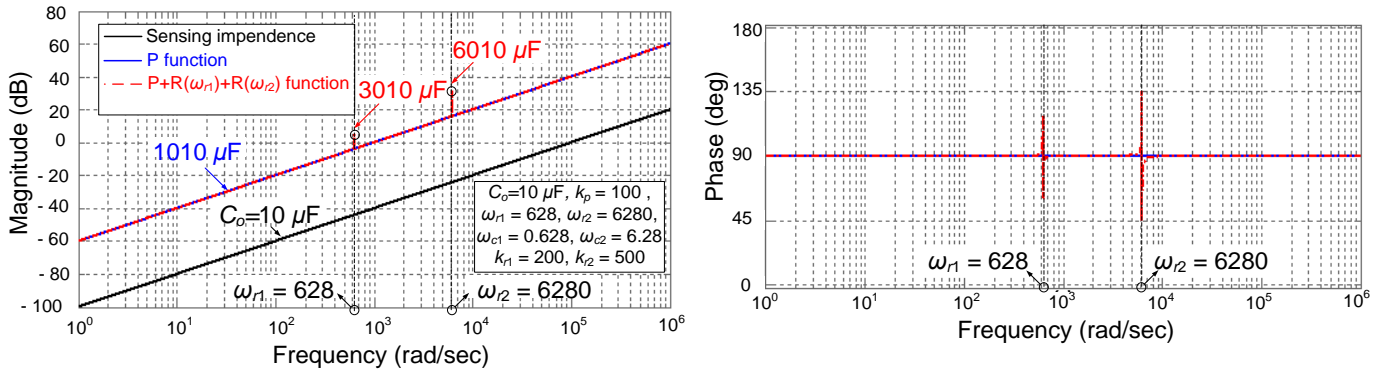 80
60
40
20
0
-20
-40
-60
-80
-100
Magnitude (dB)
Sensing impendence
P function
P+R(ωr1)+R(ωr2) function
6010 µF
3010 µF
1010 µF
Co=10 µF
Co=10 µF, kp = 100 ,
ωr1 = 628, ωr2 = 6280,
ωc1 = 0.628, ωc2 = 6.28
kr1 = 200, kr2 = 500
ωr1 = 628
ωr2 = 6280
10^0 10^1 10^2 10^3 10^4 10^5 10^6
Frequency (rad/sec)
180
135
90
45
0
Phase (deg)
ωr1 = 628
ωr2 = 6280
10^0 10^1 10^2 10^3 10^4 10^5 10^6
Frequency (rad/sec)